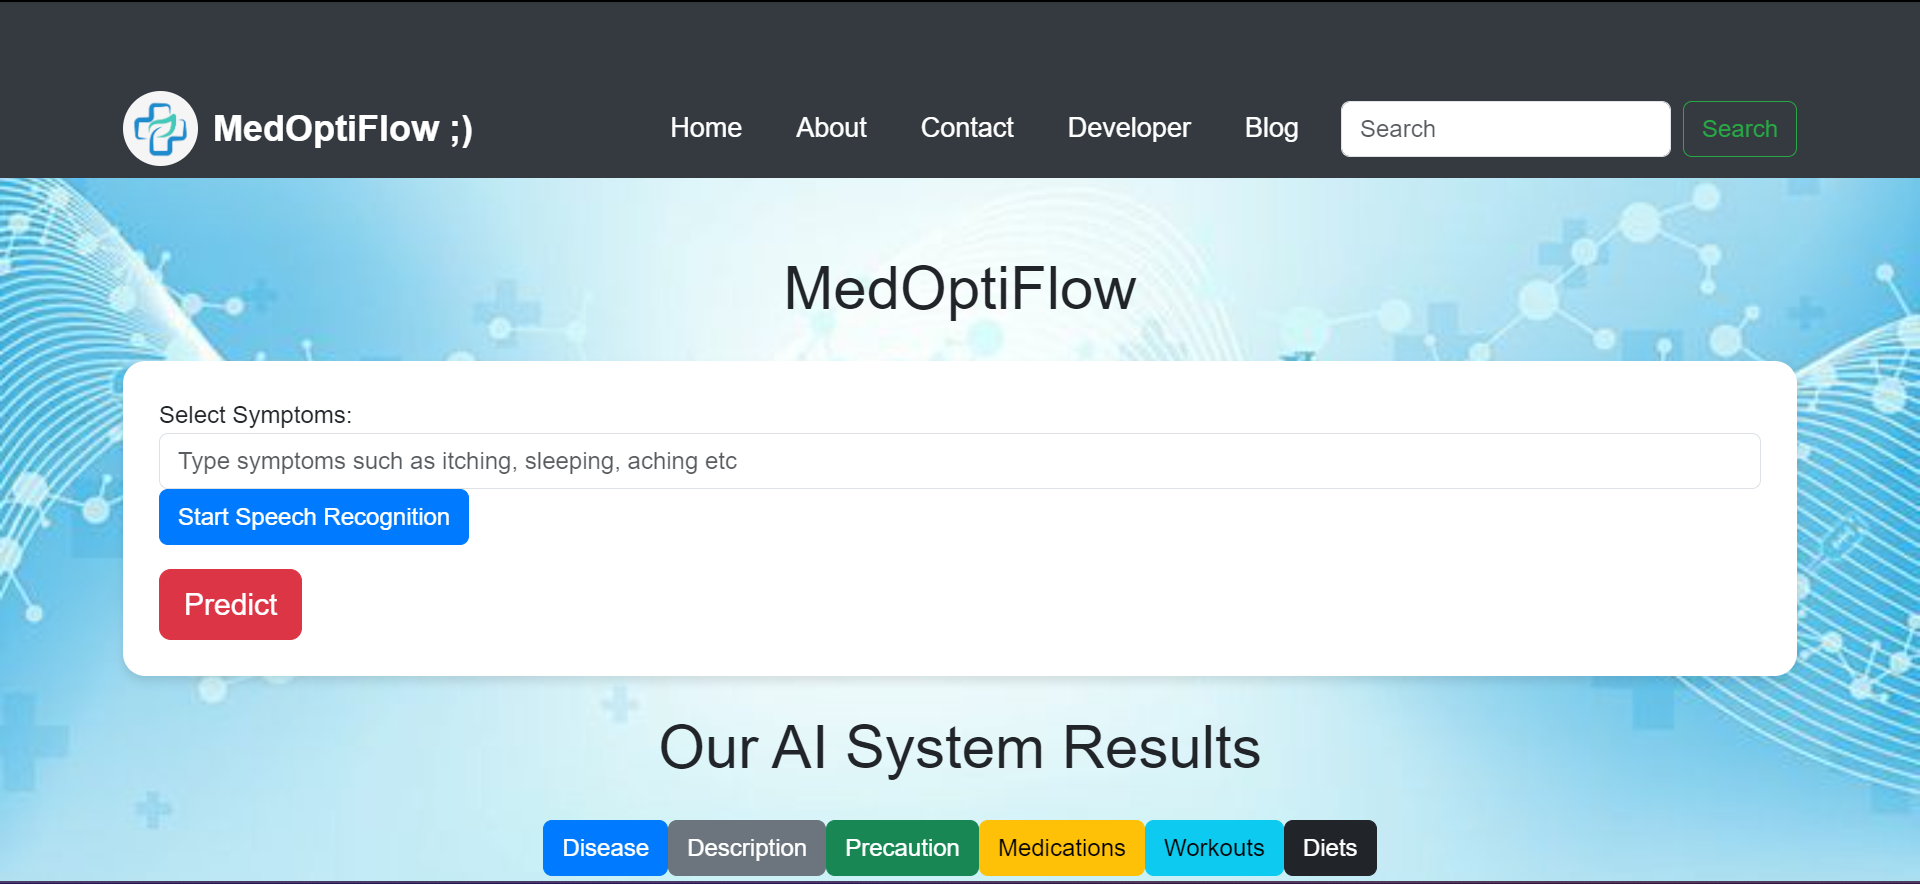 MedOptiFlow ;)
Home About Contact Developer Blog Search Search
MedOptiFlow
Select Symptoms:
Type symptoms such as itching, sleeping, aching etc
Start Speech Recognition
Predict
Our AI System Results
Disease Description Precaution Medications Workouts Diets